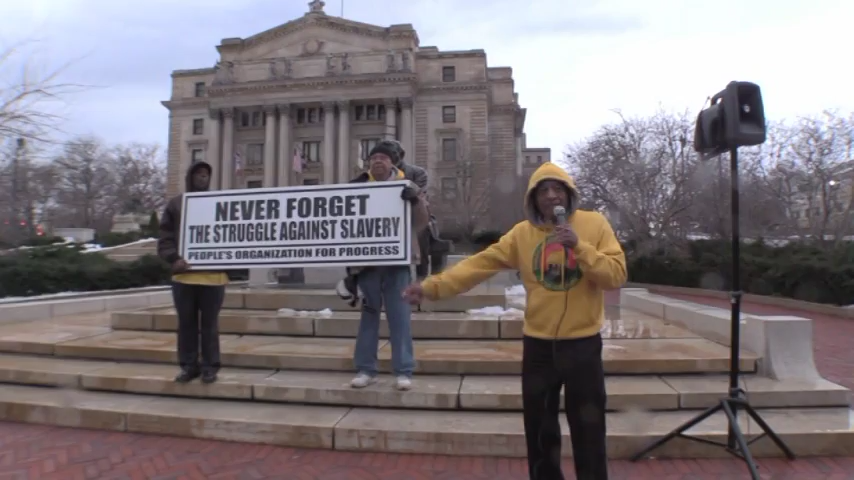 NEVER FORGET
THE STRUGGLE AGAINST SLAVERY
PEOPLE'S ORGANIZATION FOR PROGRESS